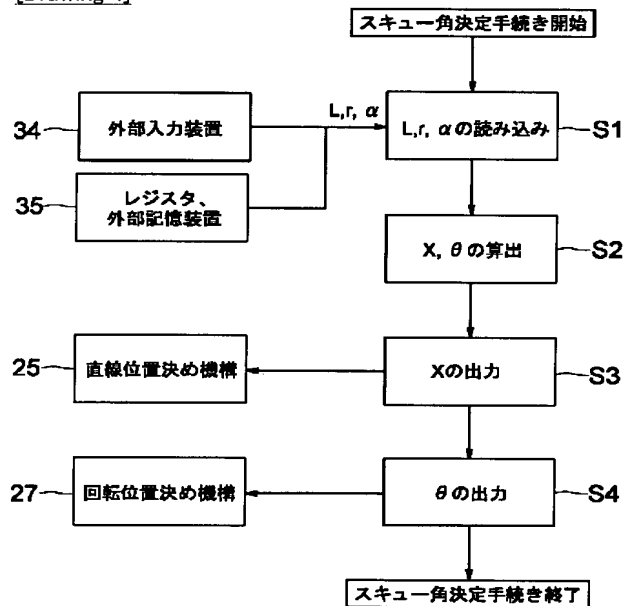 スキュー角決定手続き開始
34
外部入力装置
L,r, α
L,r, αの読み込み
S1
35
レジスタ、
外部記憶装置
X, θの算出
S2
25
直線位置決め機構
Xの出力
S3
27
回転位置決め機構
θの出力
S4
スキュー角決定手続き終了